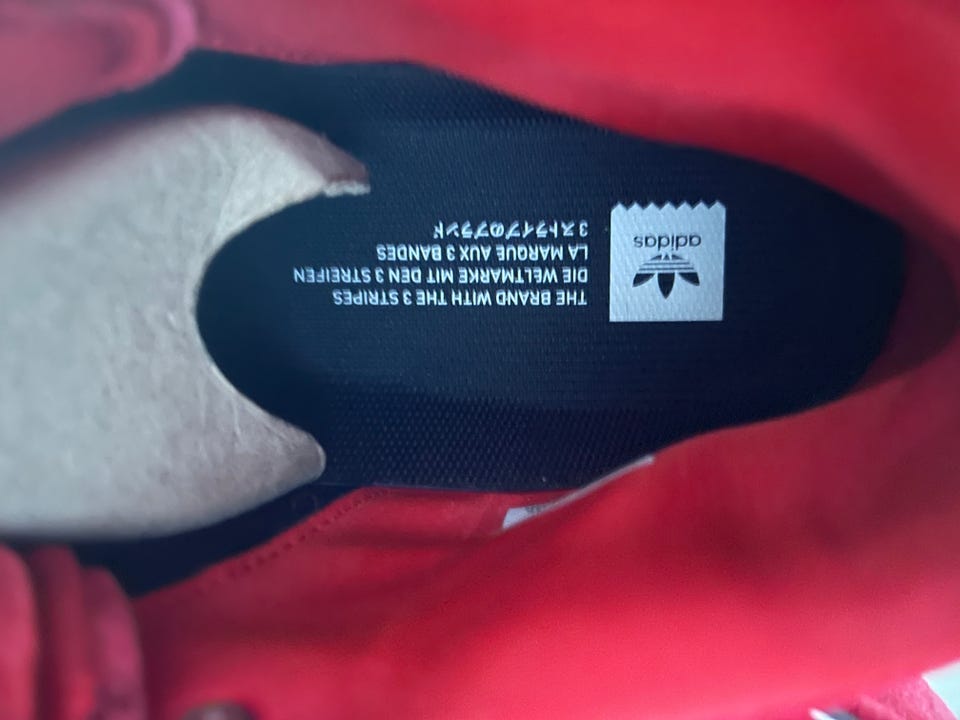 adidas
THE BRAND WITH THE 3 STRIPES
DIE WELTMARKE MIT DEN 3 STREIFEN
LA MARQUE AUX 3 BANDES
3ストライプのブランド